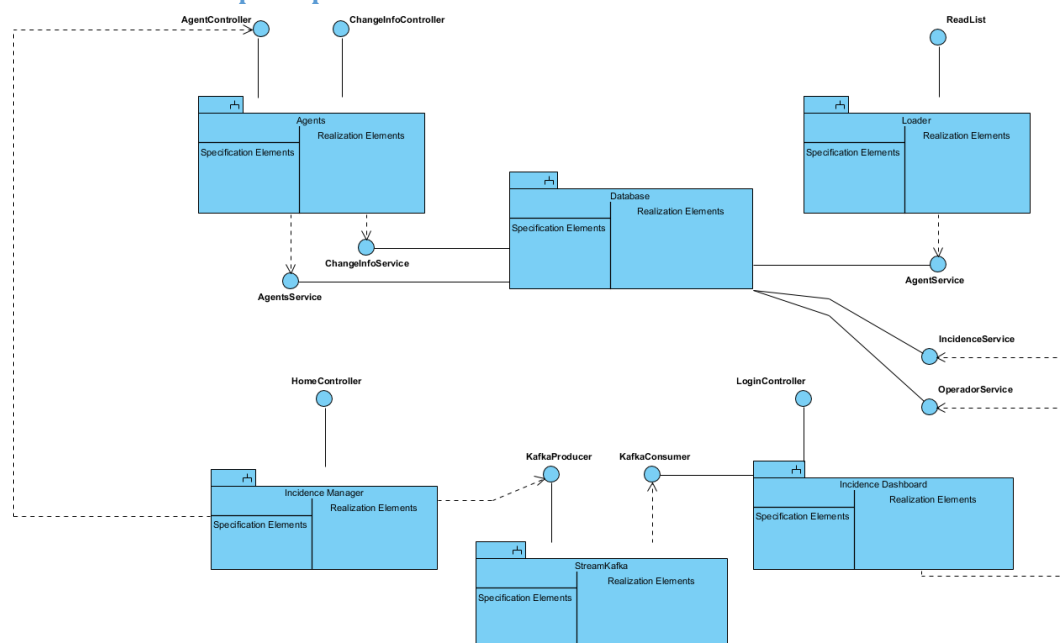 AgentController
ChangeInfoController
ReadList
Agents
Realization Elements
Specification Elements
Loader
Realization Elements
Specification Elements
Database
Realization Elements
Specification Elements
ChangeInfoService
AgentsService
AgentService
IncidenceService
OperadorService
HomeController
LoginController
KafkaProducer
KafkaConsumer
Incidence Manager
Realization Elements
Specification Elements
Incidence Dashboard
Realization Elements
Specification Elements
StreamKafka
Realization Elements
Specification Elements